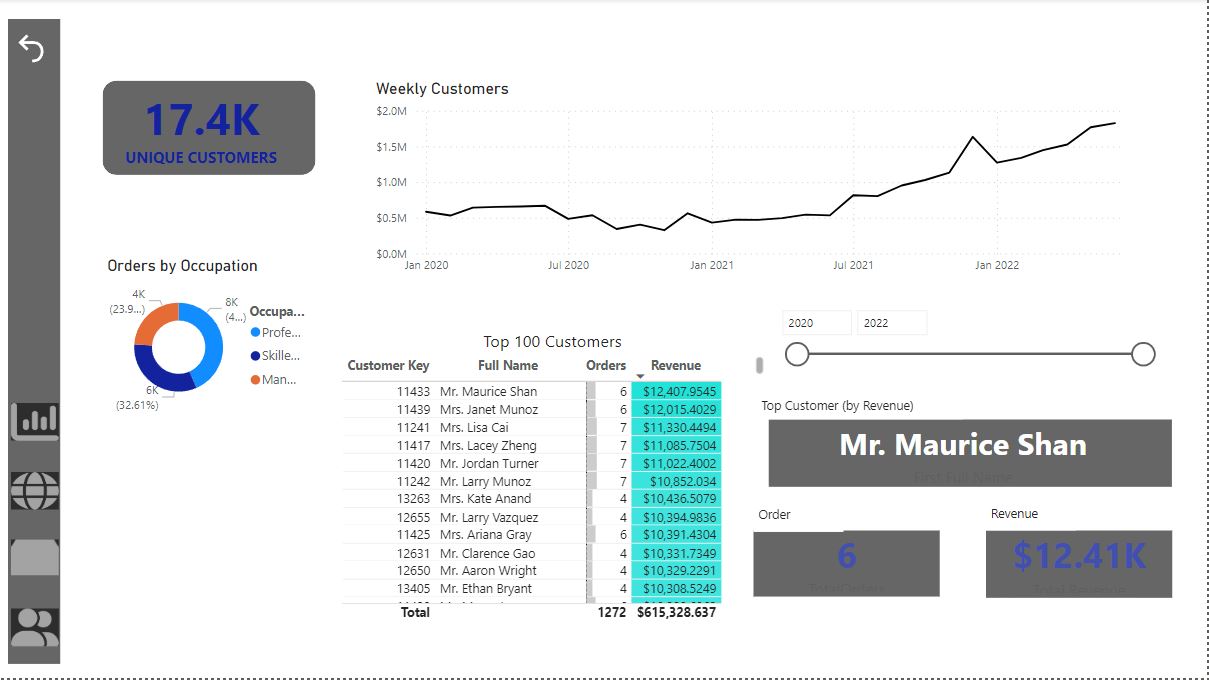 17.4K
UNIQUE CUSTOMERS
Weekly Customers
$2.0M
$1.5M
$1.0M
$0.5M
$0.0M
Jan 2020 Jul 2020 Jan 2021 Jul 2021 Jan 2022
Orders by Occupation
4K
(23.9...)
8K
(4...)
6K
(32.61%)
Occupa...
Profe...
Skille...
Man...
Top 100 Customers
Customer Key Full Name Orders Revenue
11433 Mr. Maurice Shan 6 $12,407.9545
11439 Mrs. Janet Munoz 6 $12,015.4029
11241 Mrs. Lisa Cai 7 $11,330.4494
11417 Mrs. Lacey Zheng 7 $11,085.7504
11420 Mr. Jordan Turner 7 $11,022.4002
11242 Mr. Larry Munoz 7 $10,852.034
13263 Mrs. Kate Anand 4 $10,436.5079
12655 Mr. Larry Vazquez 4 $10,394.9836
11425 Mrs. Ariana Gray 6 $10,391.4304
12631 Mr. Clarence Gao 4 $10,331.7349
12650 Mr. Aaron Wright 4 $10,329.2291
13405 Mr. Ethan Bryant 4 $10,308.5249
Total 1272 $615,328.637
2020 2022
Top Customer (by Revenue)
Mr. Maurice Shan
First Full Name
Order
6
Total Orders
Revenue
$12.41K
Total Revenue